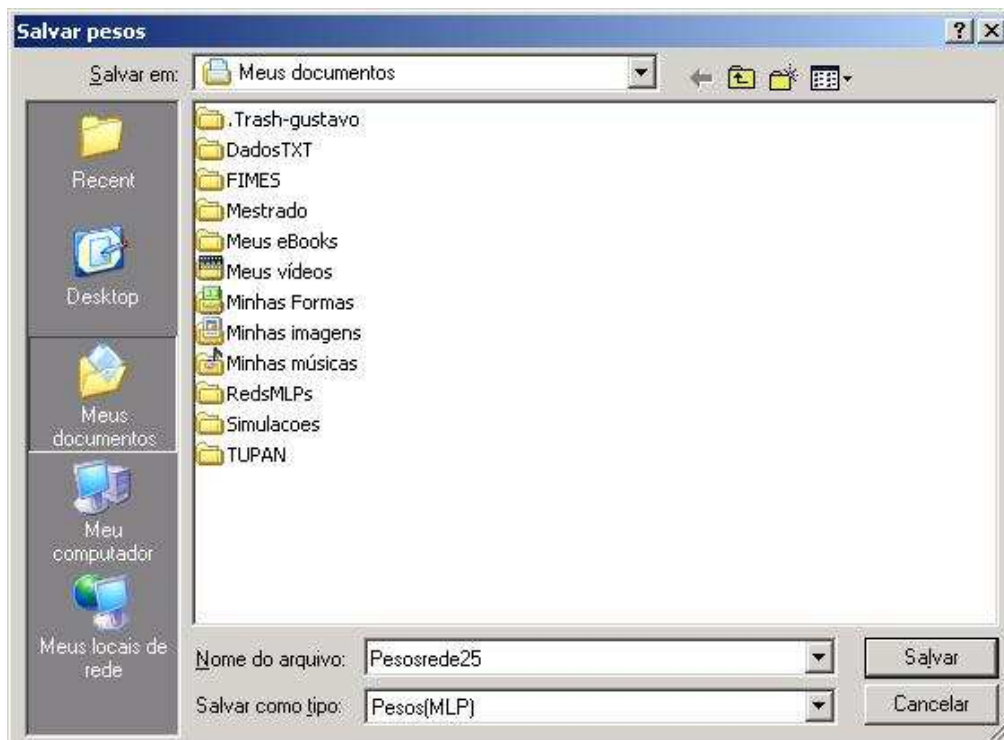 Salvar pesos
Salvar em:
Meus documentos
Recent
Desktop
Meus
documentos
Meu
computador
Meus locais de
rede
.Trash-gustavo
DadosTXT
FIMES
Mestrado
Meus eBooks
Meus vídeos
Minhas Formas
Minhas imagens
Minhas músicas
RedsMLPs
Simulacoes
TUPAN
Nome do arquivo:
Pesosrede25
Salvar
Salvar como tipo:
Pesos(MLP)
Cancelar